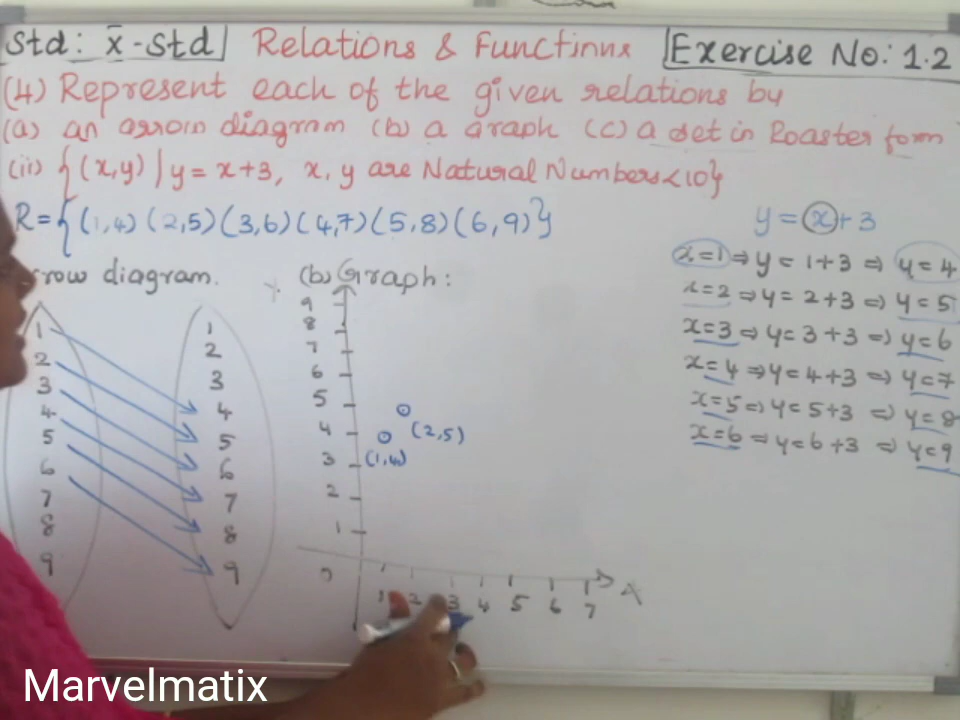 Std: x̄ - Std Relations & Functinns Exercise No: 1.2
(4) Represent each of the given relations by
(a) an arrow diagram (b) a graph (c) a set in Roaster form
(ii) {(x,y) | y = x+3, x, y are Natural Numbers < 10}
R = {(1,4) (2,5) (3,6) (4,7) (5,8) (6,9)}
y = x + 3
x=1 ⇒ y = 1+3 ⇒ y = 4
x=2 ⇒ y = 2+3 ⇒ y = 5
x=3 ⇒ y = 3+3 ⇒ y = 6
x=4 ⇒ y = 4+3 ⇒ y = 7
x=5 ⇒ y = 5+3 ⇒ y = 8
x=6 ⇒ y = 6+3 ⇒ y = 9
row diagram.
1
2
3
4
5
6
7
8
9
1
2
3
4
5
6
7
8
9
(b) Graph:
9
8
7
6
5
4
3
2
1
0
(2,5)
(1,4)
1 2 3 4 5 6 7
Marvelmatix